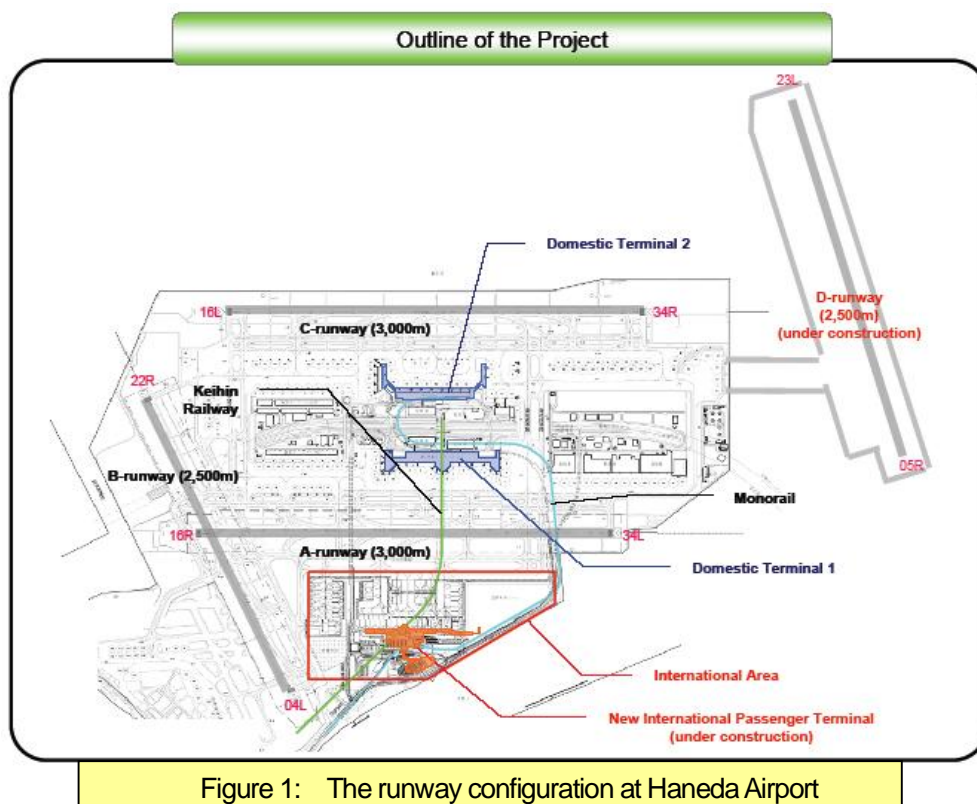 Outline of the Project
23L
Domestic Terminal 2
16L
34R
C-runway (3,000m)
D-runway
(2,500m)
(under construction)
22R
Keihin
Railway
B-runway (2,500m)
05R
Monorail
16R
34L
A-runway (3,000m)
Domestic Terminal 1
International Area
04L
New International Passenger Terminal
(under construction)
Figure 1: The runway configuration at Haneda Airport